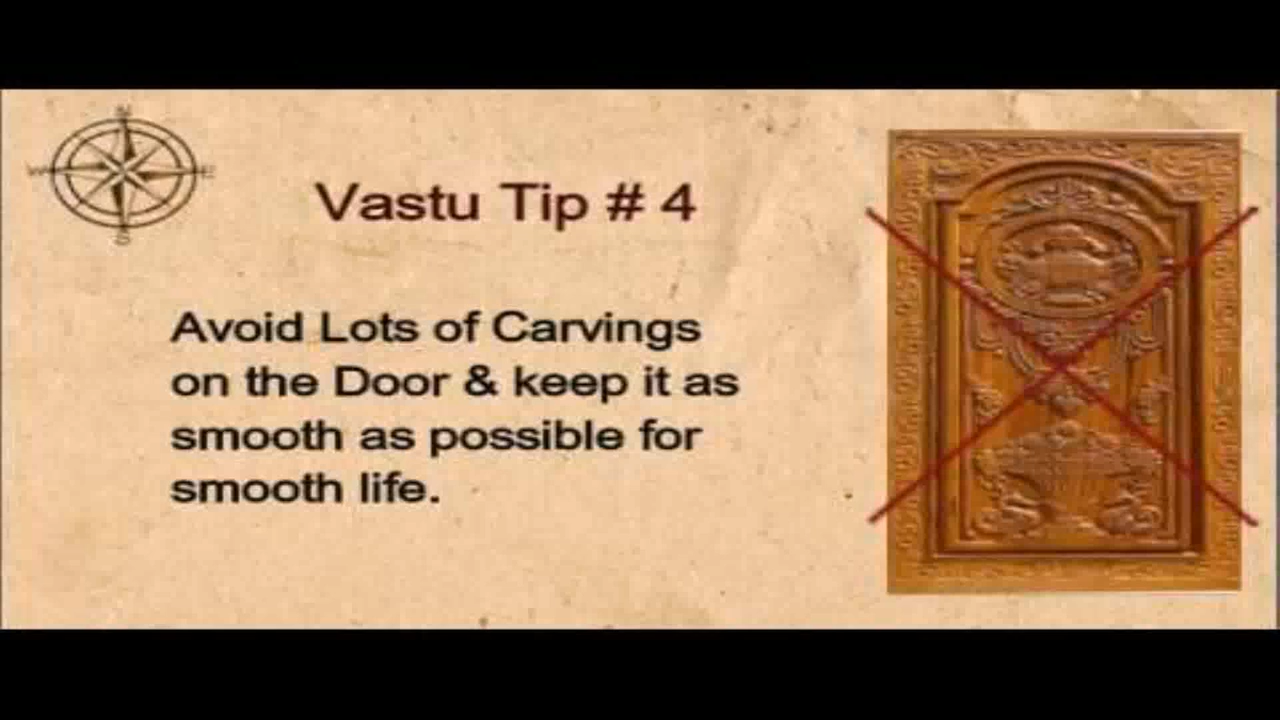 N
W E
S
Vastu Tip # 4
Avoid Lots of Carvings
on the Door & keep it as
smooth as possible for
smooth life.